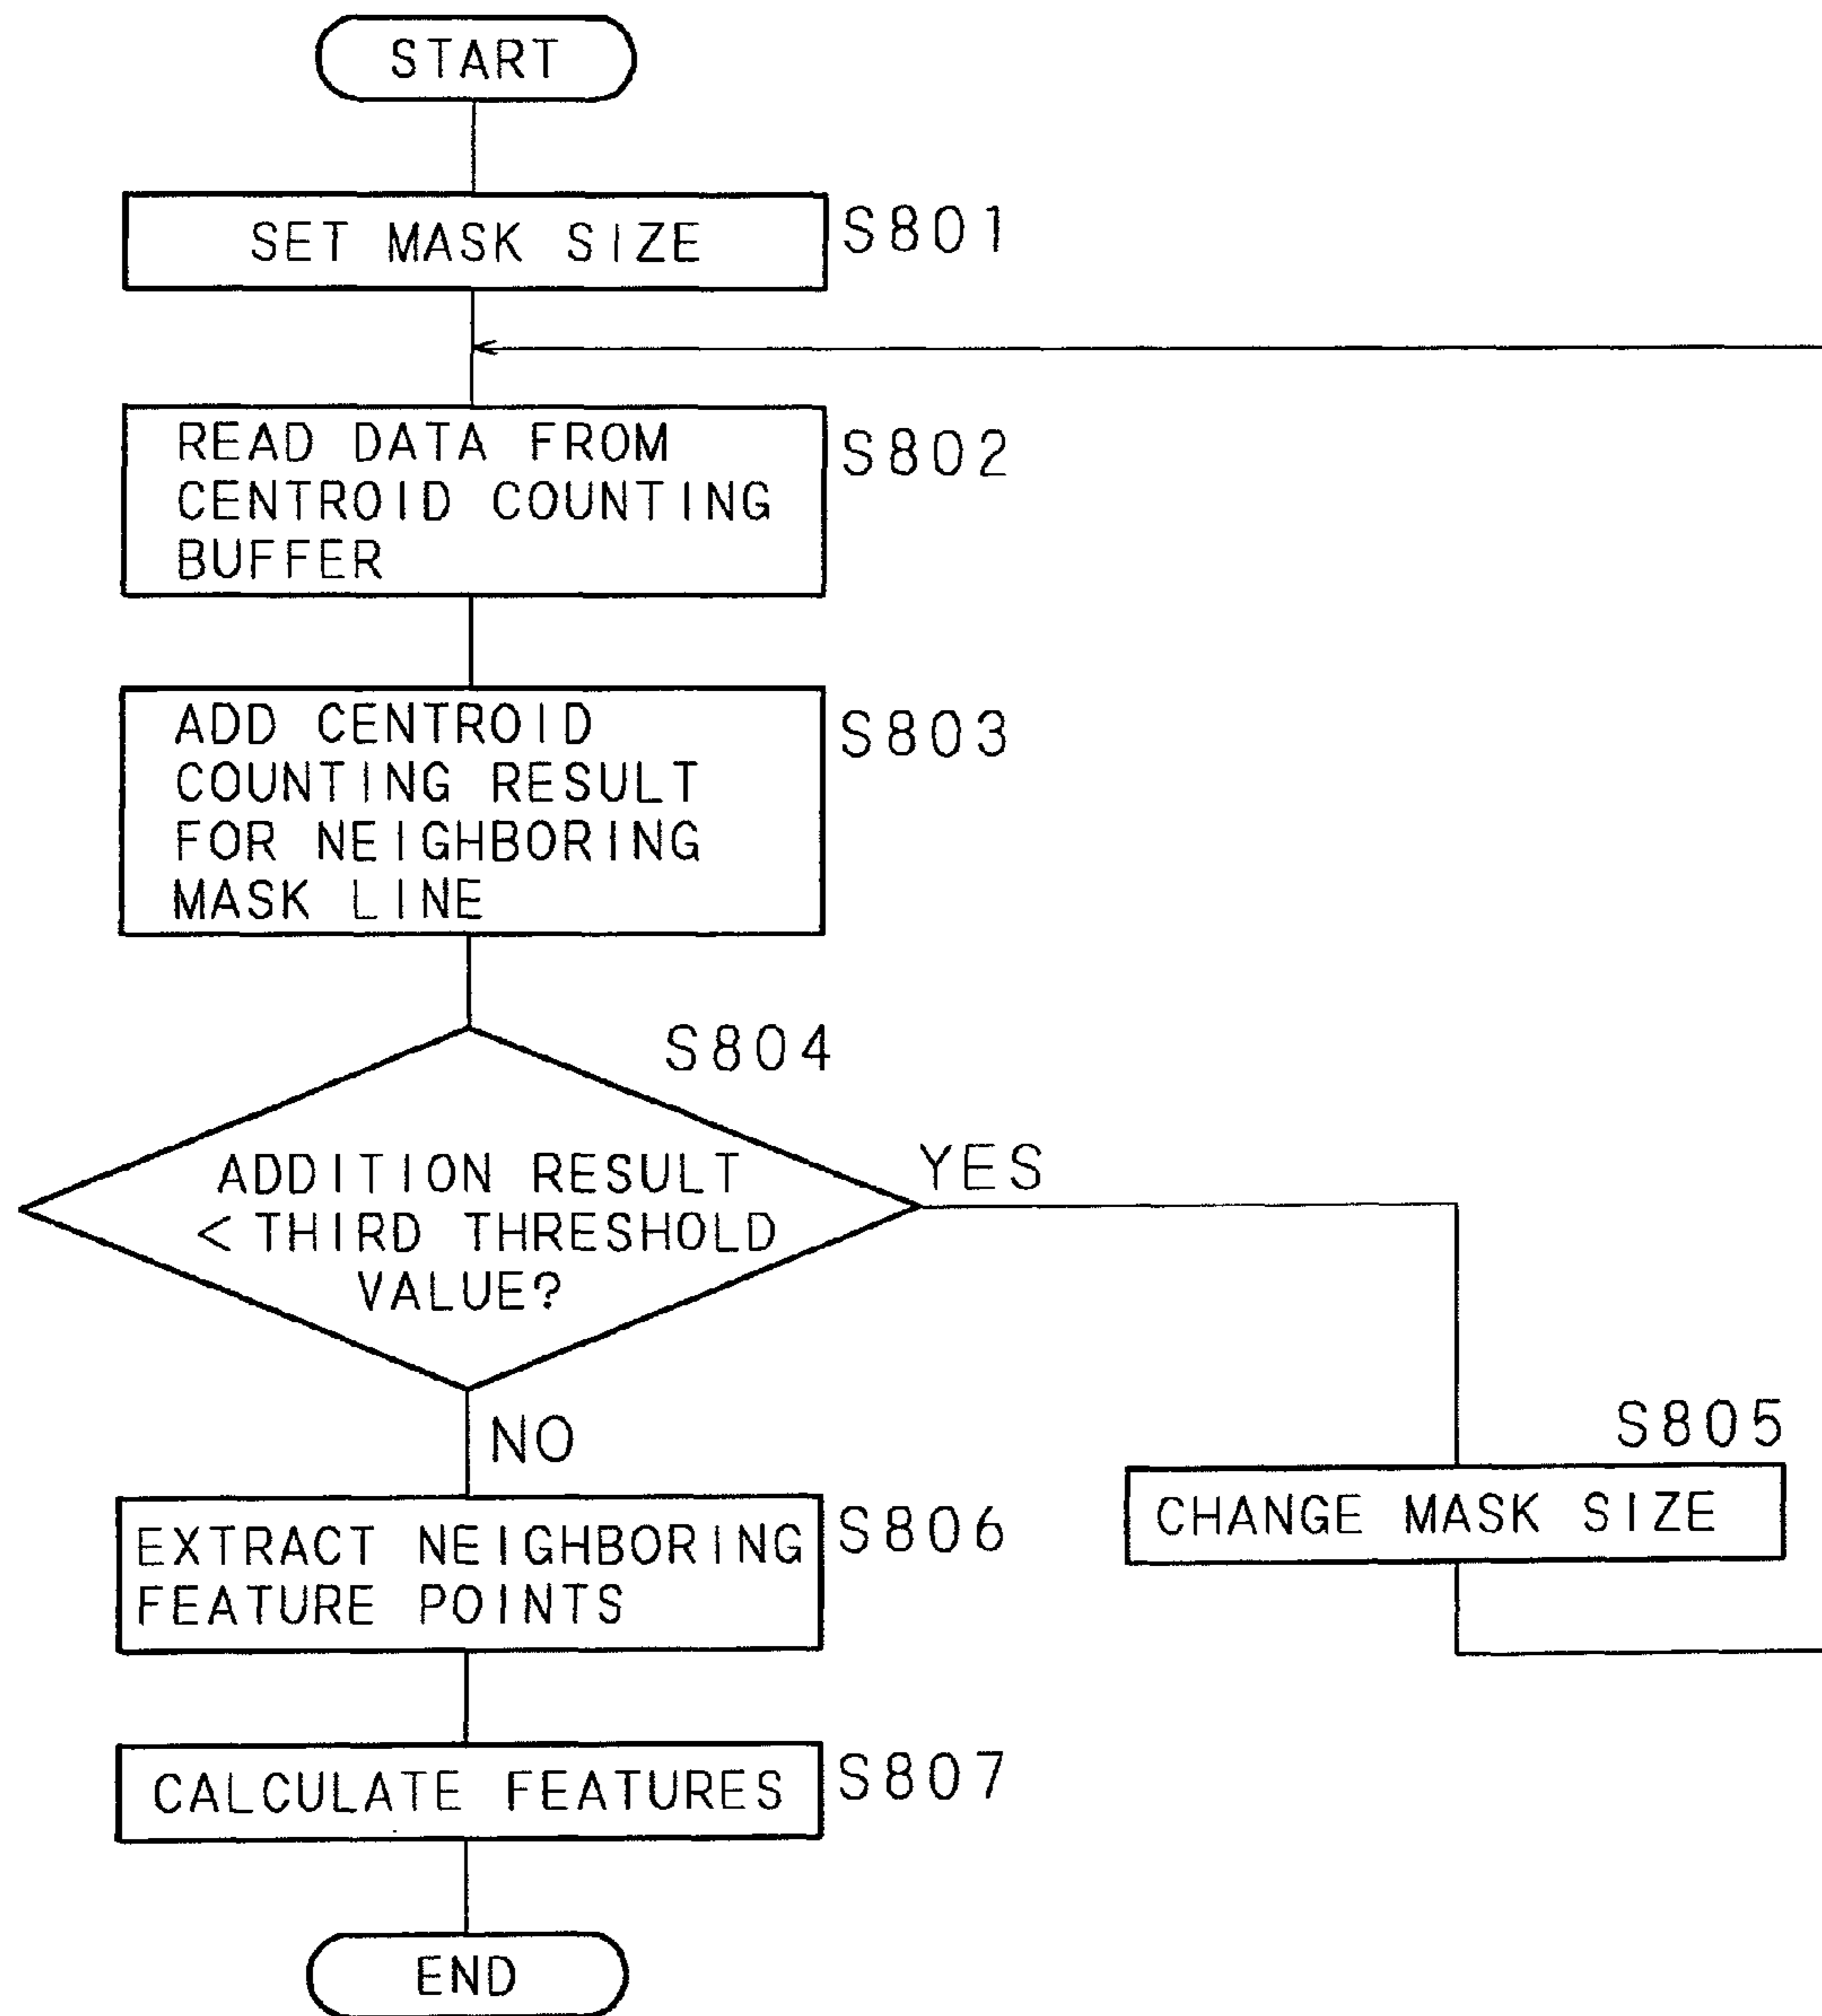 START
SET MASK SIZE
S801
READ DATA FROM
CENTROID COUNTING
BUFFER
S802
ADD CENTROID
COUNTING RESULT
FOR NEIGHBORING
MASK LINE
S803
S804
ADDITION RESULT
< THIRD THRESHOLD
VALUE?
YES
NO
S805
CHANGE MASK SIZE
EXTRACT NEIGHBORING
FEATURE POINTS
S806
CALCULATE FEATURES
S807
END